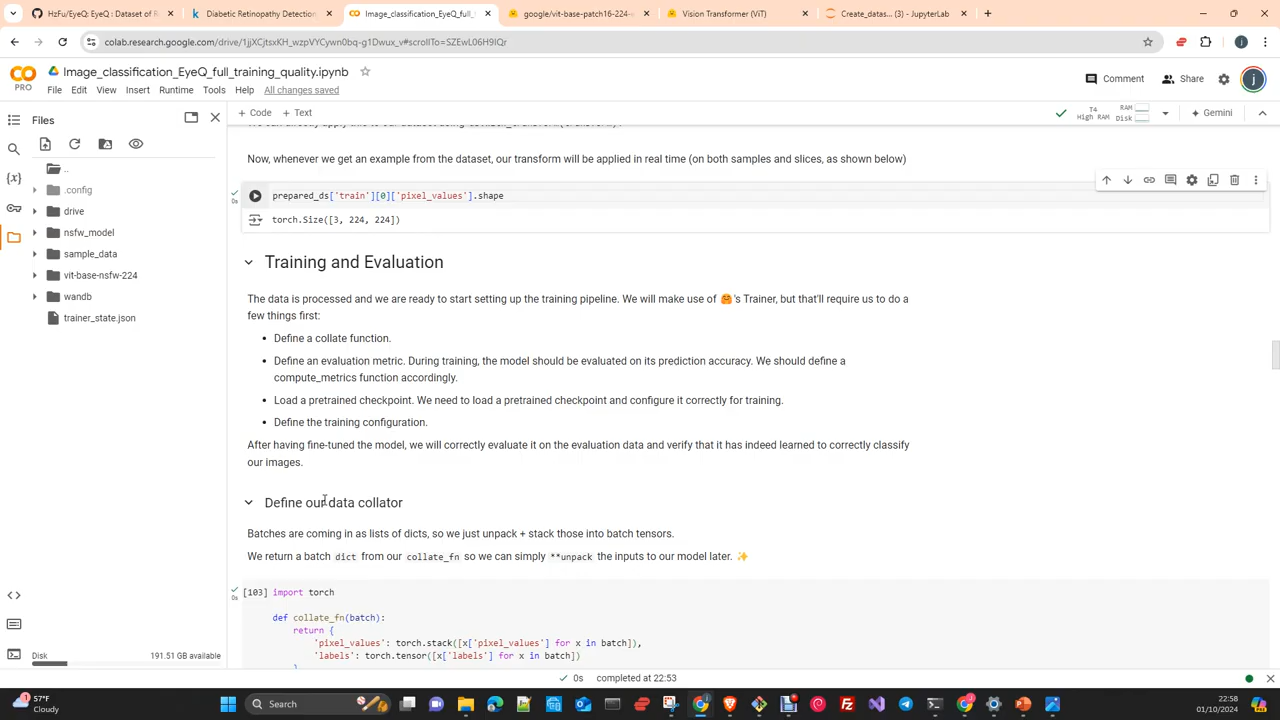 HzFu/EyeQ: EyeQ : Dataset of R
Diabetic Retinopathy Detection
Image_classification_EyeQ_full_
google/vit-base-patch16-224-
Vision Transformer (ViT)
Create_datas... (3) - JupyterLab
colab.research.google.com/drive/1jjXCjtsxKH_wzpVYCywn0bq-g1Dwux_v#scrollTo=SZEwL06H9IQr
Image_classification_EyeQ_full_training_quality.ipynb
PRO
File Edit View Insert Runtime Tools Help All changes saved
Comment Share j
Files
+ Code + Text
T4 RAM
High RAM Disk
Gemini
..
.config
drive
nsfw_model
sample_data
vit-base-nsfw-224
wandb
trainer_state.json
Now, whenever we get an example from the dataset, our transform will be applied in real time (on both samples and slices, as shown below)
0s
prepared_ds['train'][0]['pixel_values'].shape
torch.Size([3, 224, 224])
Training and Evaluation
The data is processed and we are ready to start setting up the training pipeline. We will make use of 🤗's Trainer, but that'll require us to do a
few things first:
• Define a collate function.
• Define an evaluation metric. During training, the model should be evaluated on its prediction accuracy. We should define a
compute_metrics function accordingly.
• Load a pretrained checkpoint. We need to load a pretrained checkpoint and configure it correctly for training.
• Define the training configuration.
After having fine-tuned the model, we will correctly evaluate it on the evaluation data and verify that it has indeed learned to correctly classify
our images.
Define our data collator
Batches are coming in as lists of dicts, so we just unpack + stack those into batch tensors.
We return a batch dict from our collate_fn so we can simply **unpack the inputs to our model later. ✨
0s
[103] import torch
def collate_fn(batch):
return {
'pixel_values': torch.stack([x['pixel_values'] for x in batch]),
'labels': torch.tensor([x['labels'] for x in batch])
}
Disk 191.51 GB available
0s completed at 22:53
57°F
Cloudy
Search
22:58
01/10/2024